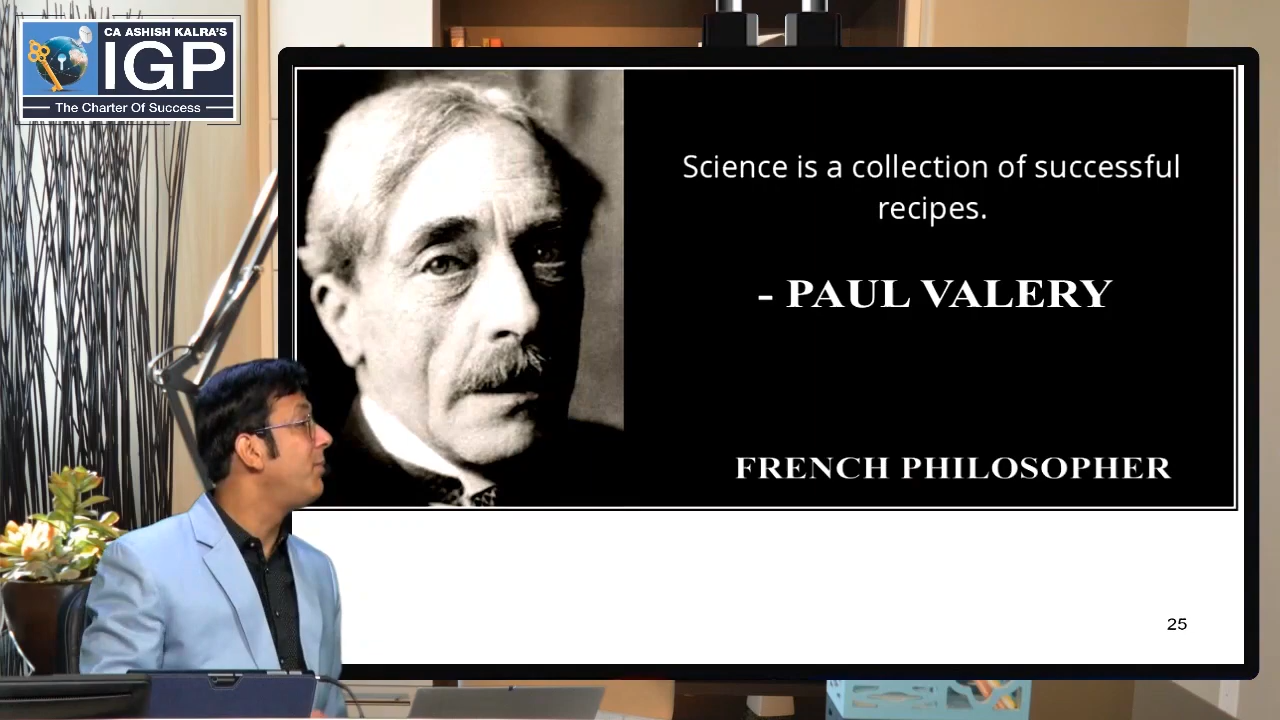 CA ASHISH KALRA'S
IGP
The Charter Of Success
Science is a collection of successful
recipes.
- PAUL VALERY
FRENCH PHILOSOPHER
25